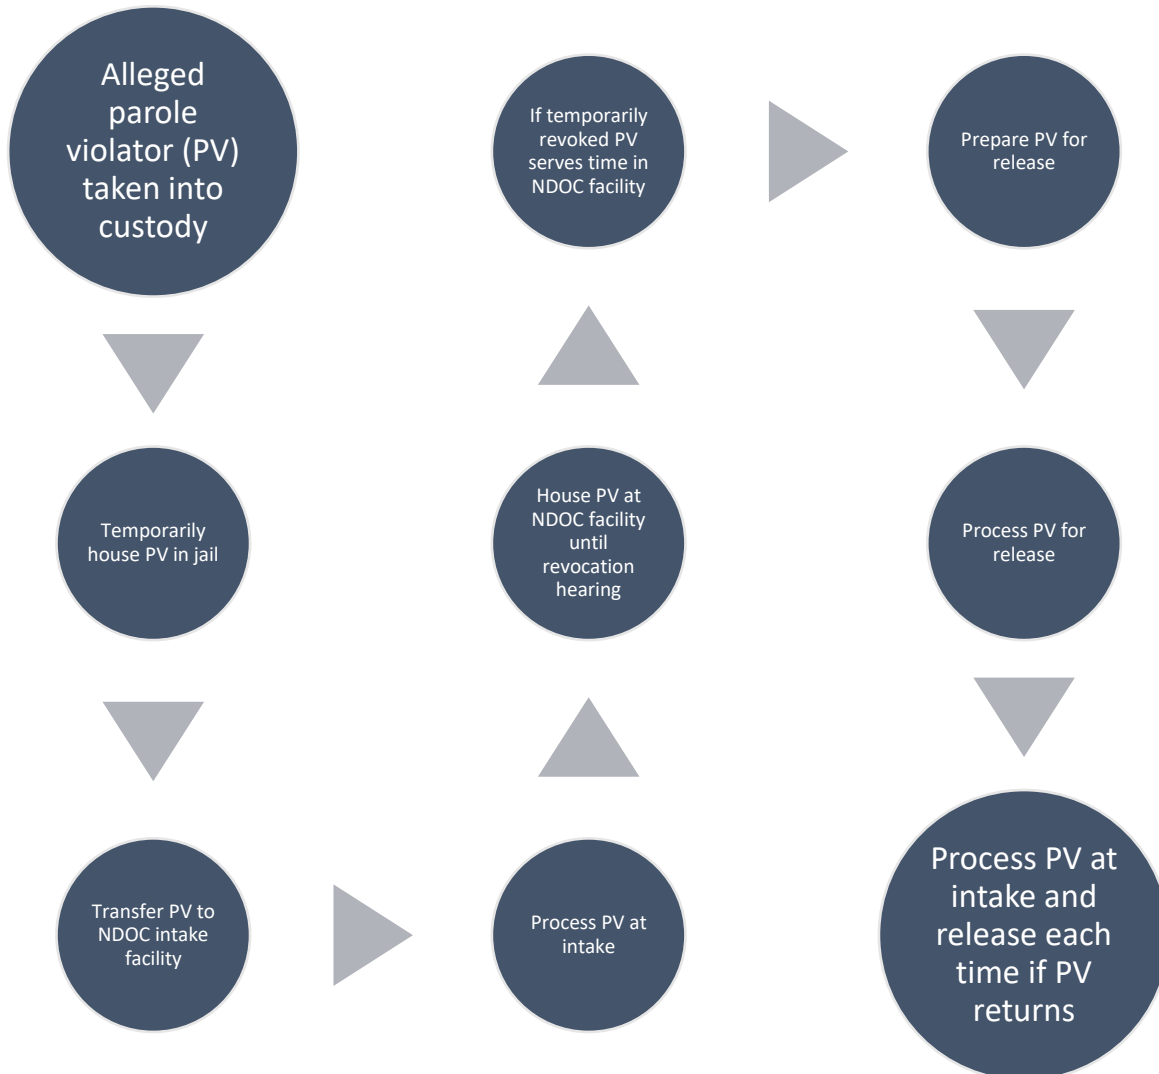 Alleged
parole
violator (PV)
taken into
custody
Temporarily
house PV in jail
Transfer PV to
NDOC intake
facility
Process PV at
intake
House PV at
NDOC facility
until
revocation
hearing
If temporarily
revoked PV
serves time in
NDOC facility
Prepare PV for
release
Process PV for
release
Process PV at
intake and
release each
time if PV
returns